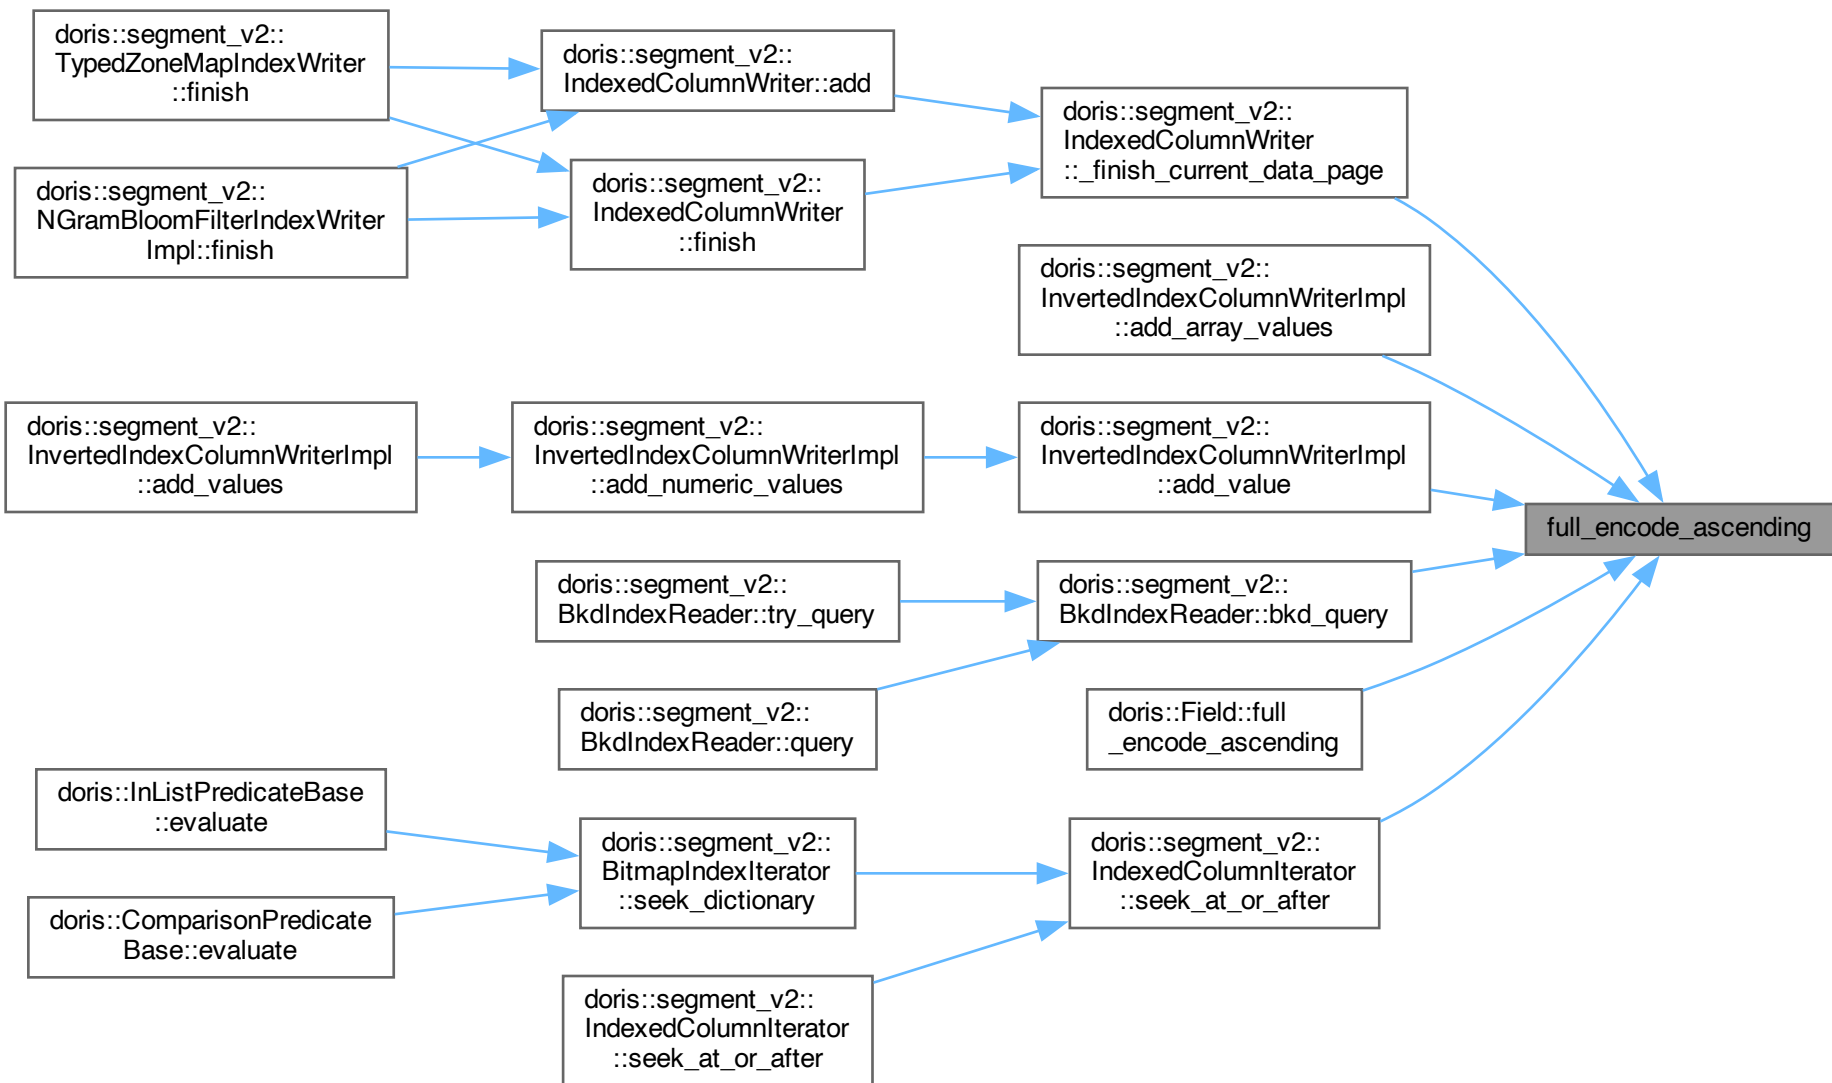 doris::segment_v2::
TypedZoneMapIndexWriter
::finish
doris::segment_v2::
IndexedColumnWriter::add
doris::segment_v2::
IndexedColumnWriter
::_finish_current_data_page
doris::segment_v2::
NGramBloomFilterIndexWriter
Impl::finish
doris::segment_v2::
IndexedColumnWriter
::finish
doris::segment_v2::
InvertedIndexColumnWriterImpl
::add_array_values
doris::segment_v2::
InvertedIndexColumnWriterImpl
::add_values
doris::segment_v2::
InvertedIndexColumnWriterImpl
::add_numeric_values
doris::segment_v2::
InvertedIndexColumnWriterImpl
::add_value
full_encode_ascending
doris::segment_v2::
BkdIndexReader::try_query
doris::segment_v2::
BkdIndexReader::bkd_query
doris::segment_v2::
BkdIndexReader::query
doris::Field::full
_encode_ascending
doris::InListPredicateBase
::evaluate
doris::segment_v2::
BitmapIndexIterator
::seek_dictionary
doris::segment_v2::
IndexedColumnIterator
::seek_at_or_after
doris::ComparisonPredicate
Base::evaluate
doris::segment_v2::
IndexedColumnIterator
::seek_at_or_after